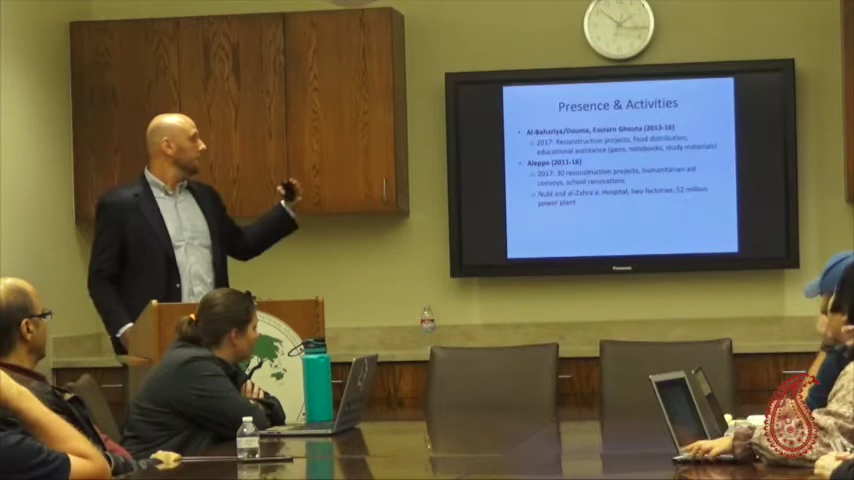 Presence & Activities
• Al-Bahariya/Douma, Eastern Ghouta (2013-16)
○ 2017: Reconstruction projects, food distribution,
educational assistance (pens, notebooks, study materials)
• Aleppo (2011-16)
○ 2017: 30 reconstruction projects, humanitarian aid
convoys, school renovations
○ Nubl and al-Zahra'a: Hospital, two factories, $2 million
power plant
Panasonic